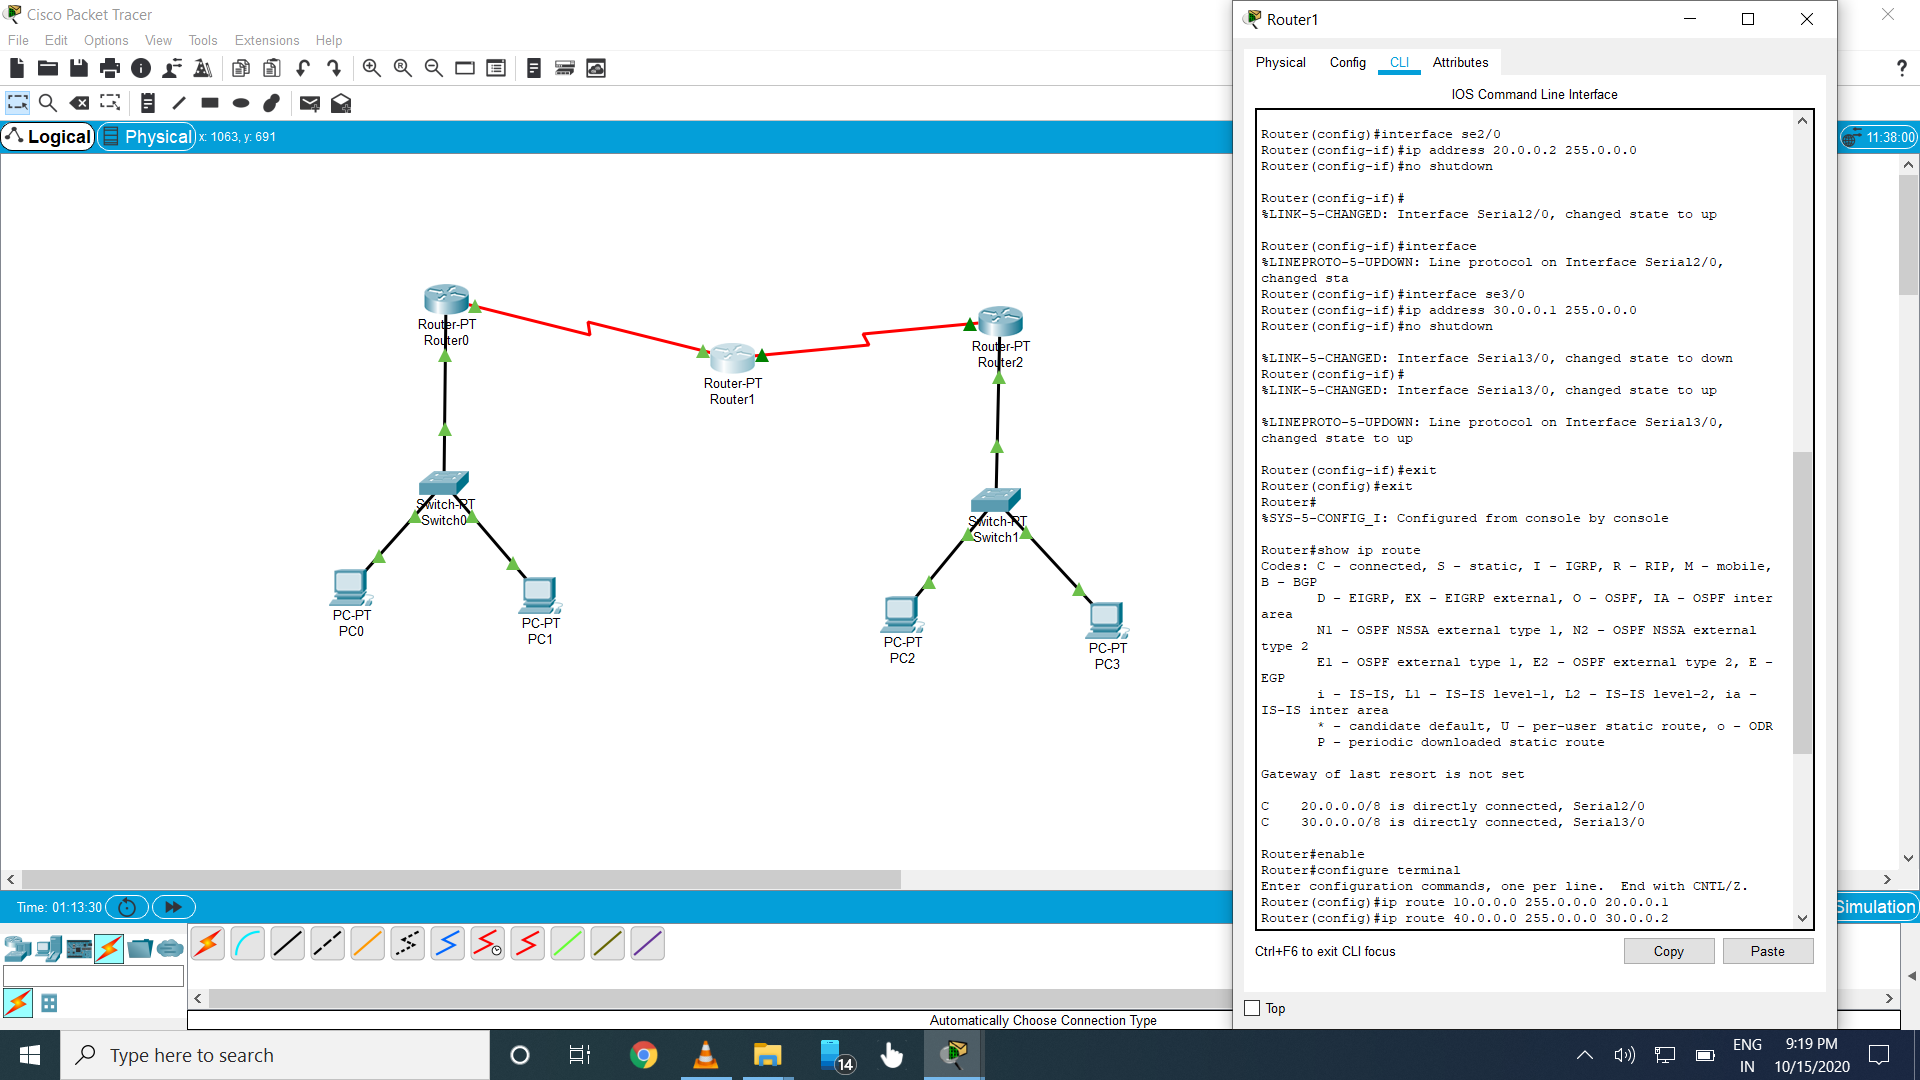 Cisco Packet Tracer
File Edit Options View Tools Extensions Help
Logical
Physical
x: 1063, y: 691
Router-PT
Router0
Router-PT
Router1
Router-PT
Router2
Switch-PT
Switch0
Switch-PT
Switch1
PC-PT
PC0
PC-PT
PC1
PC-PT
PC2
PC-PT
PC3
Time: 01:13:30
Automatically Choose Connection Type
Router1
Physical Config CLI Attributes
IOS Command Line Interface
Router(config)#interface se2/0
Router(config-if)#ip address 20.0.0.2 255.0.0.0
Router(config-if)#no shutdown
Router(config-if)#
%LINK-5-CHANGED: Interface Serial2/0, changed state to up
Router(config-if)#interface
%LINEPROTO-5-UPDOWN: Line protocol on Interface Serial2/0,
changed sta
Router(config-if)#interface se3/0
Router(config-if)#ip address 30.0.0.1 255.0.0.0
Router(config-if)#no shutdown
%LINK-5-CHANGED: Interface Serial3/0, changed state to down
Router(config-if)#
%LINK-5-CHANGED: Interface Serial3/0, changed state to up
%LINEPROTO-5-UPDOWN: Line protocol on Interface Serial3/0,
changed state to up
Router(config-if)#exit
Router(config)#exit
Router#
%SYS-5-CONFIG_I: Configured from console by console
Router#show ip route
Codes: C - connected, S - static, I - IGRP, R - RIP, M - mobile,
B - BGP
D - EIGRP, EX - EIGRP external, O - OSPF, IA - OSPF inter
area
N1 - OSPF NSSA external type 1, N2 - OSPF NSSA external
type 2
E1 - OSPF external type 1, E2 - OSPF external type 2, E -
EGP
i - IS-IS, L1 - IS-IS level-1, L2 - IS-IS level-2, ia -
IS-IS inter area
* - candidate default, U - per-user static route, o - ODR
P - periodic downloaded static route
Gateway of last resort is not set
C 20.0.0.0/8 is directly connected, Serial2/0
C 30.0.0.0/8 is directly connected, Serial3/0
Router#enable
Router#configure terminal
Enter configuration commands, one per line. End with CNTL/Z.
Router(config)#ip route 10.0.0.0 255.0.0.0 20.0.0.1
Router(config)#ip route 40.0.0.0 255.0.0.0 30.0.0.2
Ctrl+F6 to exit CLI focus
Copy
Paste
Top
?
11:38:00
Simulation
Type here to search
14
ENG
IN
9:19 PM
10/15/2020